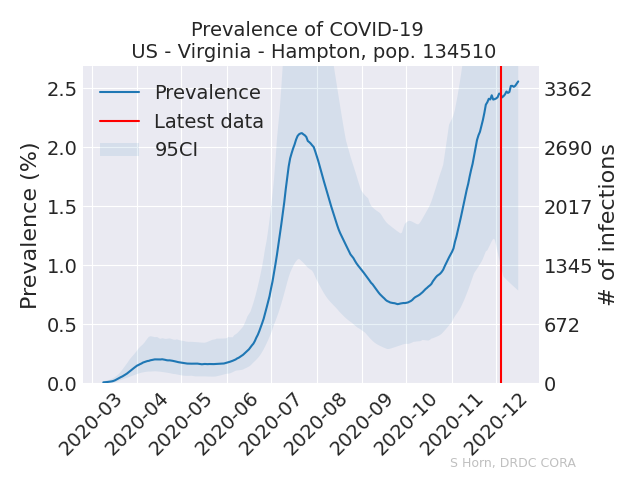 Prevalence of COVID-19
US - Virginia - Hampton, pop. 134510
Prevalence
Latest data
95CI
Prevalence (%)
2.5
2.0
1.5
1.0
0.5
0.0
3362
2690
2017
1345
672
0
# of infections
2020-03
2020-04
2020-05
2020-06
2020-07
2020-08
2020-09
2020-10
2020-11
2020-12
S Horn, DRDC CORA